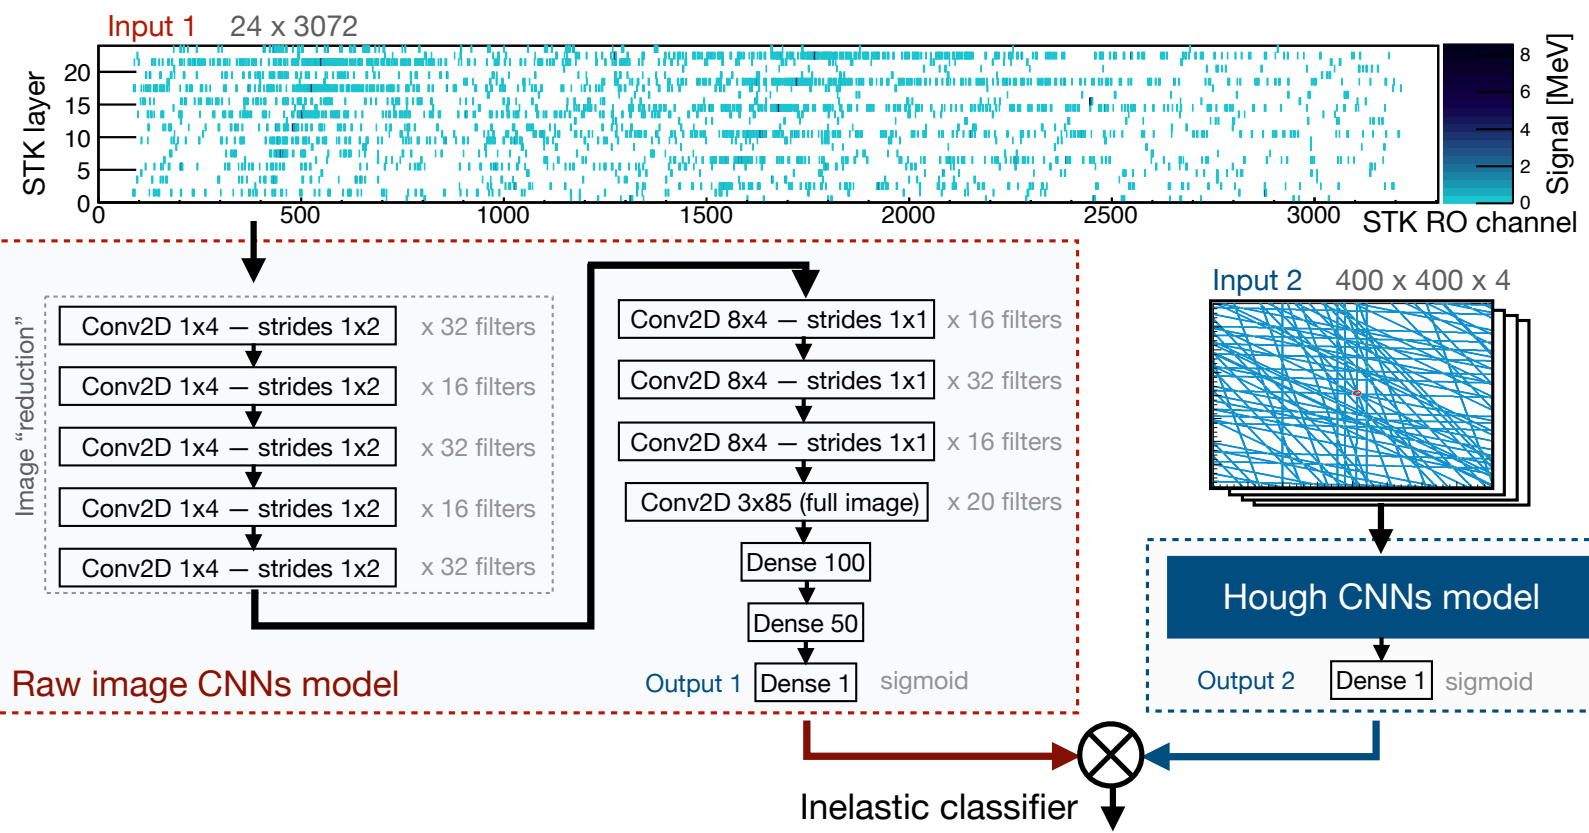 Input 1 24 x 3072
STK layer
20
15
10
5
0
0 500 1000 1500 2000 2500 3000
STK RO channel
8
6
4
2
0
Signal [MeV]
Image “reduction”
Conv2D 1x4 — strides 1x2 x 32 filters
Conv2D 1x4 — strides 1x2 x 16 filters
Conv2D 1x4 — strides 1x2 x 32 filters
Conv2D 1x4 — strides 1x2 x 16 filters
Conv2D 1x4 — strides 1x2 x 32 filters
Conv2D 8x4 — strides 1x1 x 16 filters
Conv2D 8x4 — strides 1x1 x 32 filters
Conv2D 8x4 — strides 1x1 x 16 filters
Conv2D 3x85 (full image) x 20 filters
Dense 100
Dense 50
Output 1 Dense 1 sigmoid
Raw image CNNs model
Input 2 400 x 400 x 4
Hough CNNs model
Output 2 Dense 1 sigmoid
Inelastic classifier